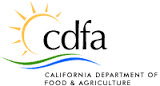 cdfa
CALIFORNIA DEPARTMENT OF
FOOD & AGRICULTURE